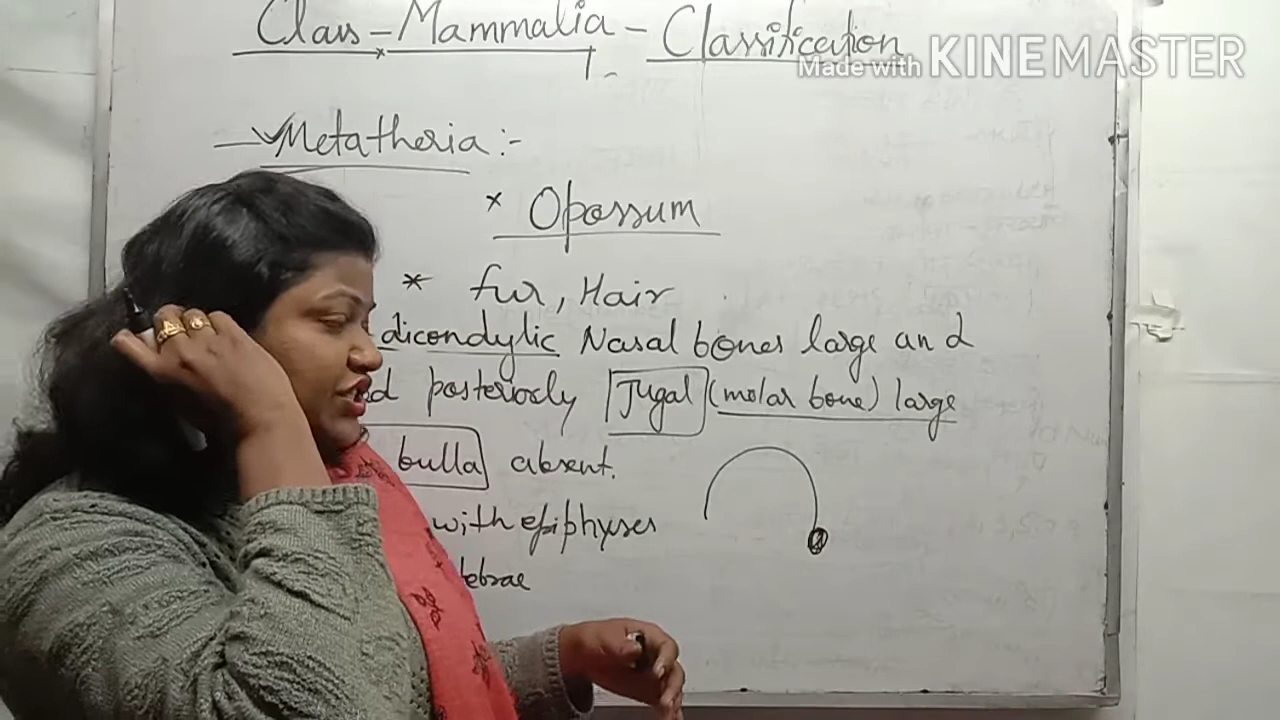 Class - Mammalia - Classification
Made with KINEMASTER
Metatheria :-
* Opossum
* fur, Hair
dicondylic Nasal bones large and
posteriorly Jugal (molar bone) large
bulla absent.
with epiphyses
tebrae